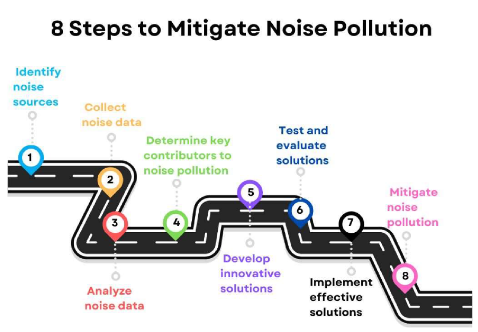 8 Steps to Mitigate Noise Pollution
Identify
noise
sources
1
Collect
noise data
2
3
Analyze
noise data
Determine key
contributors to
noise pollution
4
5
Develop
innovative
solutions
Test and
evaluate
solutions
6
7
Implement
effective
solutions
Mitigate
noise
pollution
8